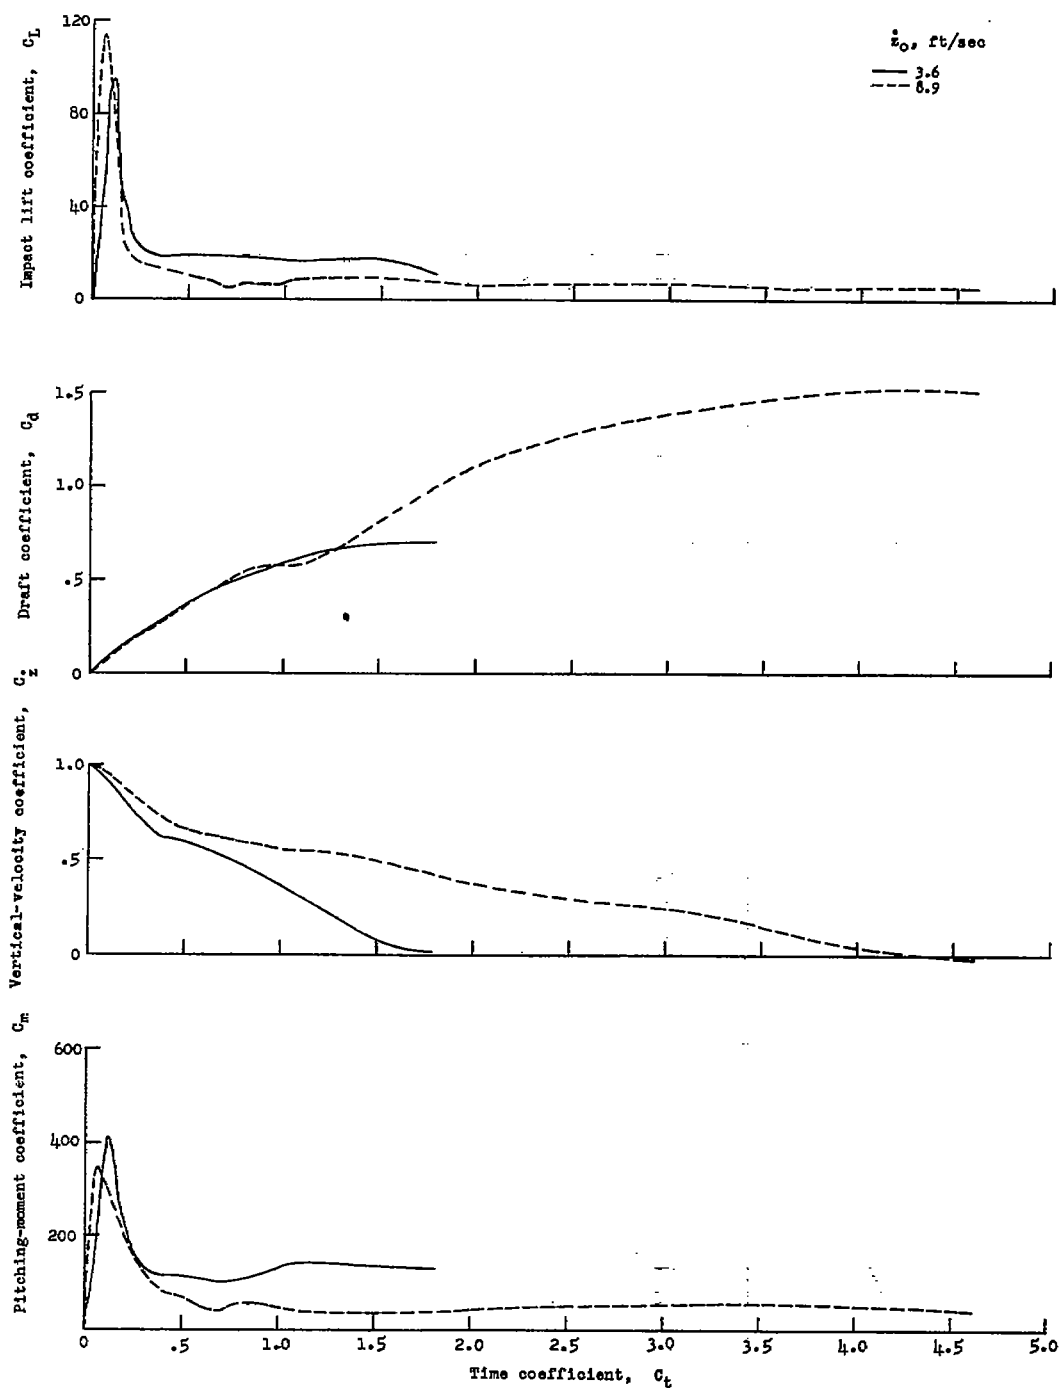 120
80
40
0
Impact lift coefficient, C_L
ż_o, ft/sec
3.6
8.9
1.5
1.0
.5
0
Draft coefficient, C_d
1.0
.5
0
Vertical-velocity coefficient, C_ż
600
400
200
Pitching-moment coefficient, C_m
0 .5 1.0 1.5 2.0 2.5 3.0 3.5 4.0 4.5 5.0
Time coefficient, C_t